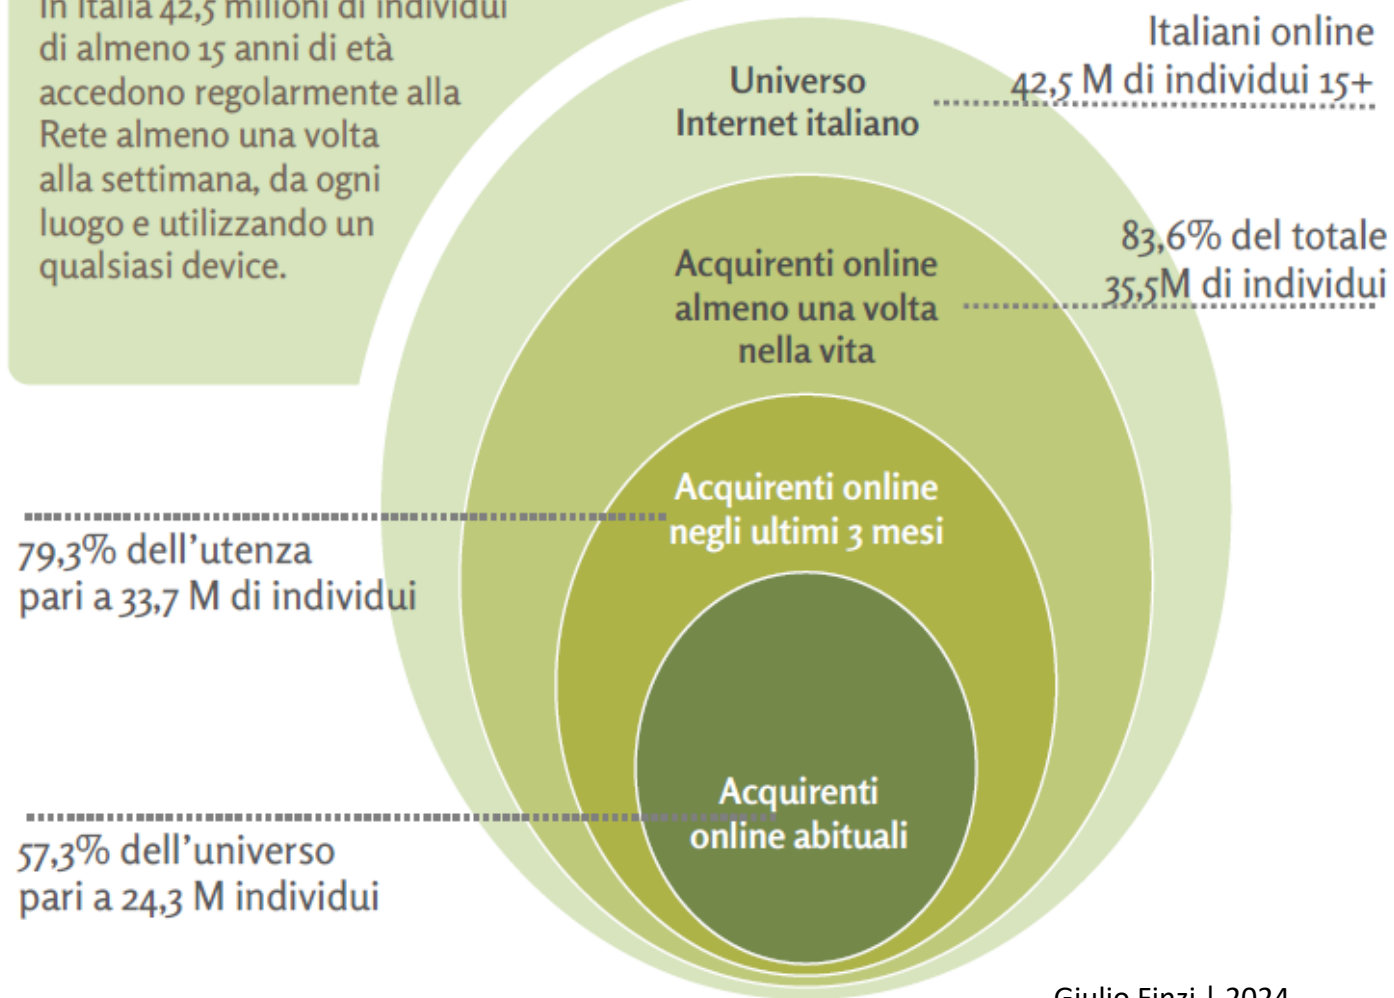 In Italia 42,5 milioni di individui
di almeno 15 anni di età
accedono regolarmente alla
Rete almeno una volta
alla settimana, da ogni
luogo e utilizzando un
qualsiasi device.
Universo
Internet italiano
Italiani online
42,5 M di individui 15+
Acquirenti online
almeno una volta
nella vita
83,6% del totale
35,5M di individui
Acquirenti online
negli ultimi 3 mesi
79,3% dell’utenza
pari a 33,7 M di individui
Acquirenti
online abituali
57,3% dell’universo
pari a 24,3 M individui
Giulio Finzi | 2024